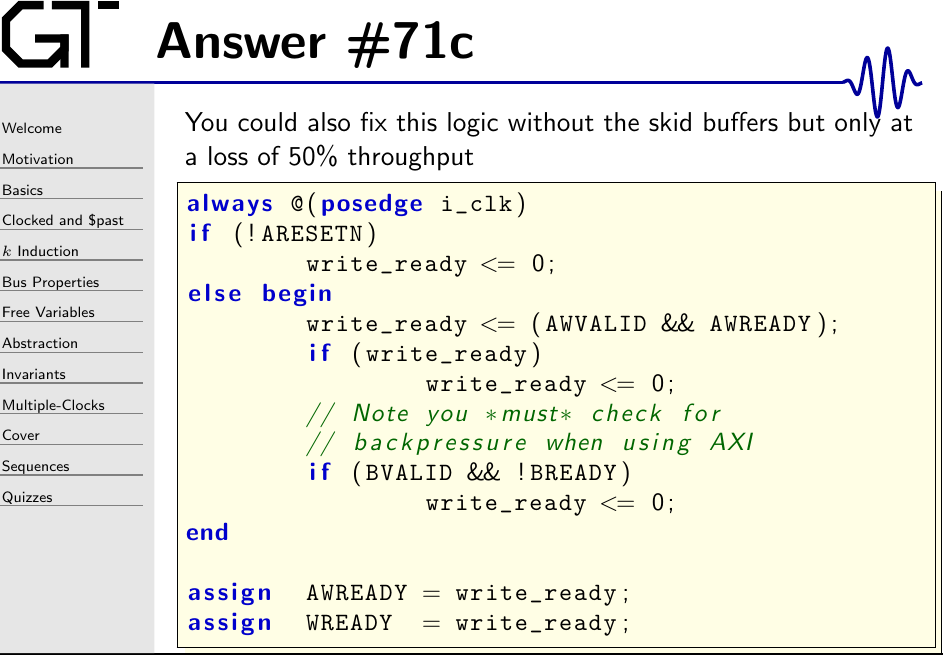 GT
Answer #71c
Welcome
Motivation
Basics
Clocked and $past
k Induction
Bus Properties
Free Variables
Abstraction
Invariants
Multiple-Clocks
Cover
Sequences
Quizzes
You could also fix this logic without the skid buffers but only at
a loss of 50% throughput
always @(posedge i_clk)
if (!ARESETN)
write_ready <= 0;
else begin
write_ready <= (AWVALID && AWREADY);
if (write_ready)
write_ready <= 0;
// Note you *must* check for
// backpressure when using AXI
if (BVALID && !BREADY)
write_ready <= 0;
end
assign AWREADY = write_ready;
assign WREADY = write_ready;